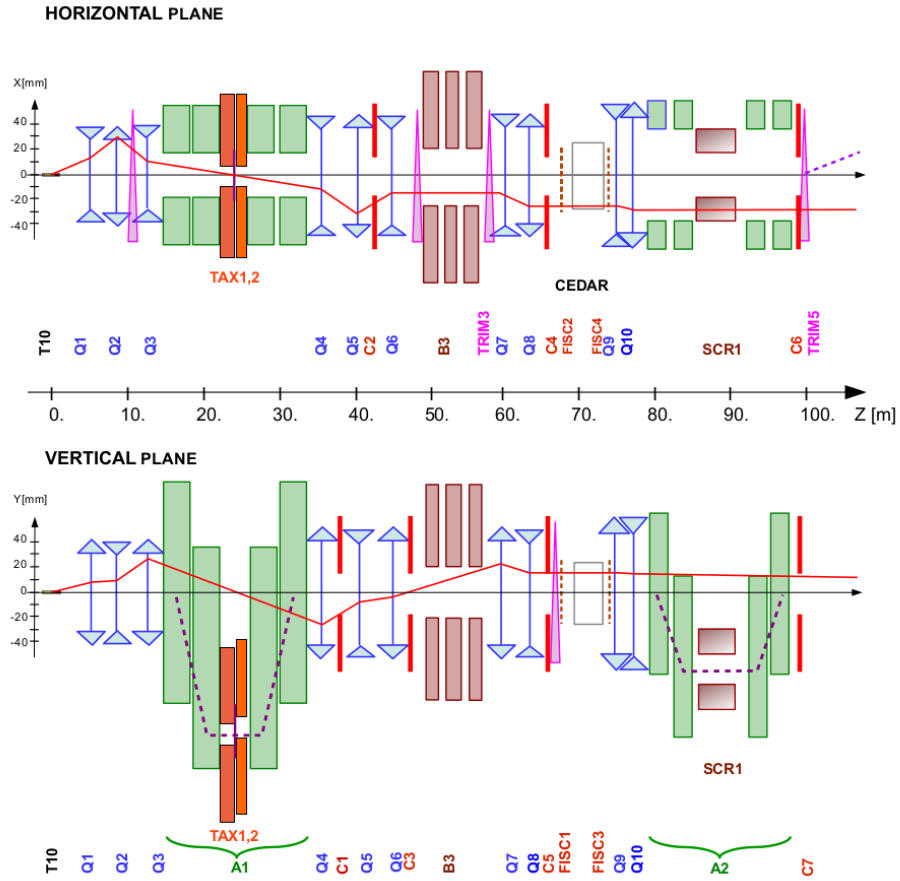 HORIZONTAL PLANE
X[mm]
40
20
0
-20
-40
TAX1,2
CEDAR
T10 Q1 Q2 Q3 Q4 Q5 C2 Q6 B3 TRIM3 Q7 Q8 C4 FISC2 FISC4 Q9 Q10 SCR1 C6 TRIM5
0. 10. 20. 30. 40. 50. 60. 70. 80. 90. 100. Z [m]
VERTICAL PLANE
Y[mm]
40
20
0
-20
-40
SCR1
TAX1,2
T10 Q1 Q2 Q3 A1 Q4 C1 Q5 Q6 C3 B3 Q7 Q8 C5 FISC1 FISC3 Q9 Q10 A2 C7